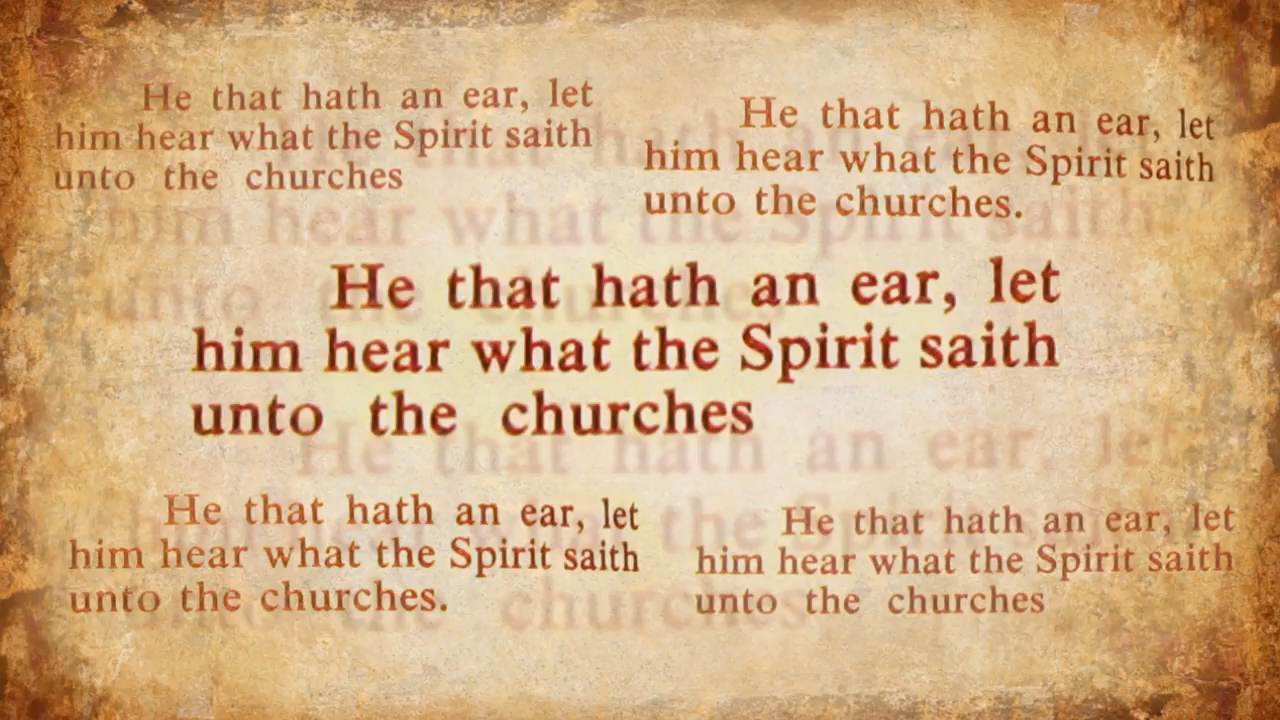 He that hath an ear, let
him hear what the Spirit saith
unto the churches
He that hath an ear, let
him hear what the Spirit saith
unto the churches.
He that hath an ear, let
him hear what the Spirit saith
unto the churches
He that hath an ear, let
him hear what the Spirit saith
unto the churches.
He that hath an ear, let
him hear what the Spirit saith
unto the churches